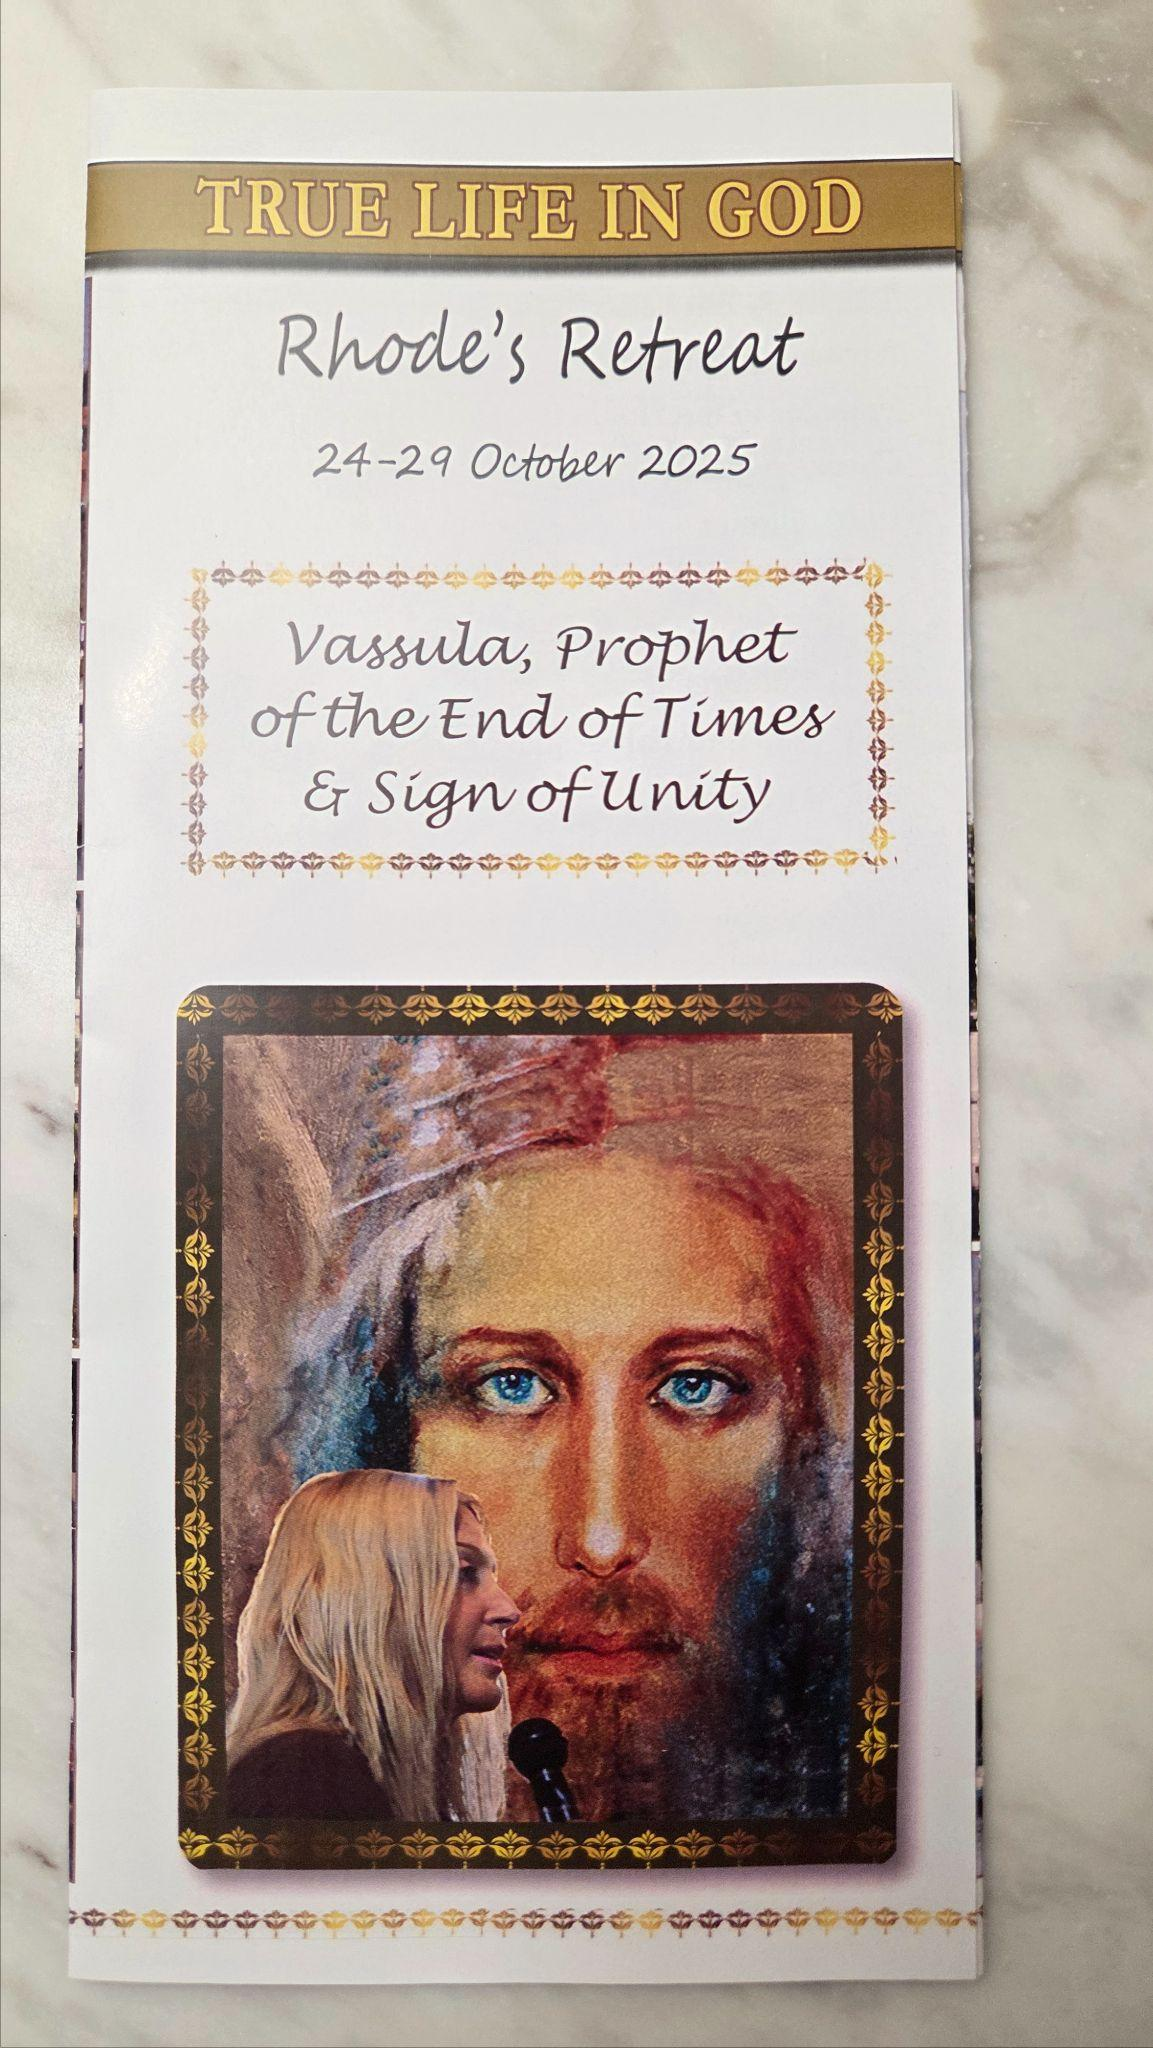 TRUE LIFE IN GOD
Rhode's Retreat
24-29 October 2025
Vassula, Prophet
of the End of Times
& Sign of Unity